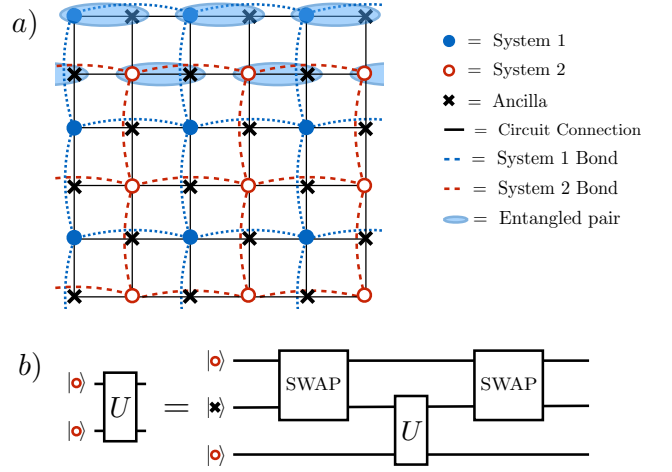 a)
= System 1
= System 2
= Ancilla
= Circuit Connection
= System 1 Bond
= System 2 Bond
= Entangled pair
b)
|○⟩
|○⟩
U
=
|○⟩
|×⟩
|○⟩
SWAP
U
SWAP